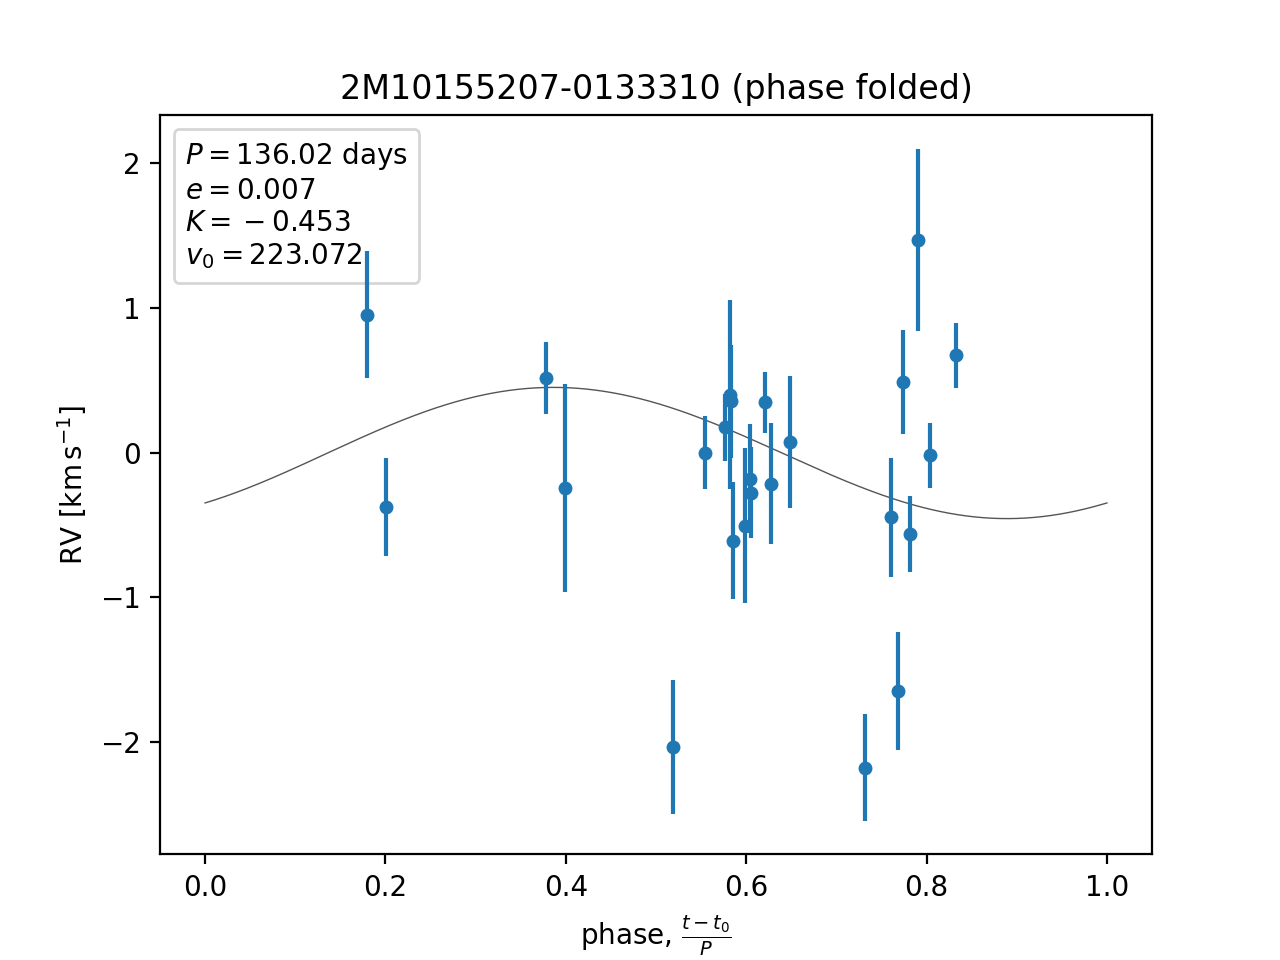 2M10155207-0133310 (phase folded)
P = 136.02 days
e = 0.007
K = −0.453
v₀ = 223.072
RV [km s⁻¹]
2
1
0
−1
−2
0.0 0.2 0.4 0.6 0.8 1.0
phase, (t − t₀)/P